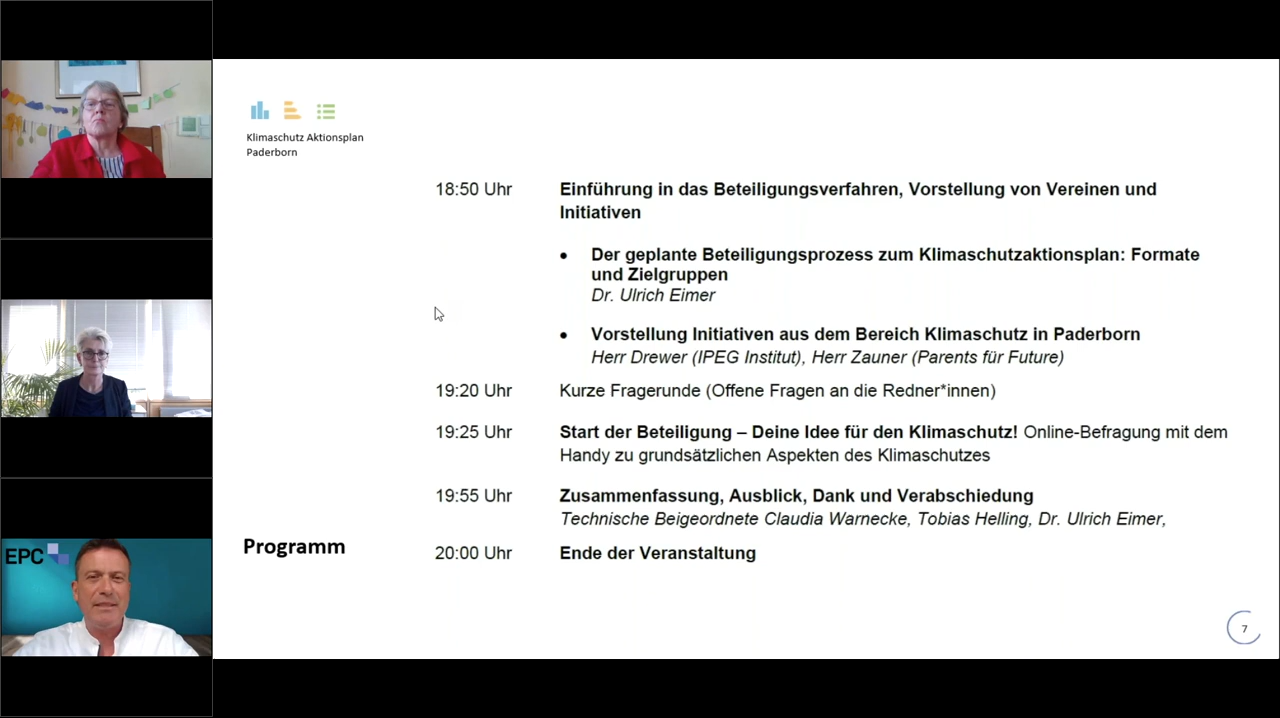 Klimaschutz Aktionsplan
Paderborn
18:50 Uhr Einführung in das Beteiligungsverfahren, Vorstellung von Vereinen und
Initiativen
• Der geplante Beteiligungsprozess zum Klimaschutzaktionsplan: Formate
und Zielgruppen
Dr. Ulrich Eimer
• Vorstellung Initiativen aus dem Bereich Klimaschutz in Paderborn
Herr Drewer (IPEG Institut), Herr Zauner (Parents für Future)
19:20 Uhr Kurze Fragerunde (Offene Fragen an die Redner*innen)
19:25 Uhr Start der Beteiligung – Deine Idee für den Klimaschutz! Online-Befragung mit dem
Handy zu grundsätzlichen Aspekten des Klimaschutzes
19:55 Uhr Zusammenfassung, Ausblick, Dank und Verabschiedung
Technische Beigeordnete Claudia Warnecke, Tobias Helling, Dr. Ulrich Eimer,
Programm
20:00 Uhr Ende der Veranstaltung
7
EPC